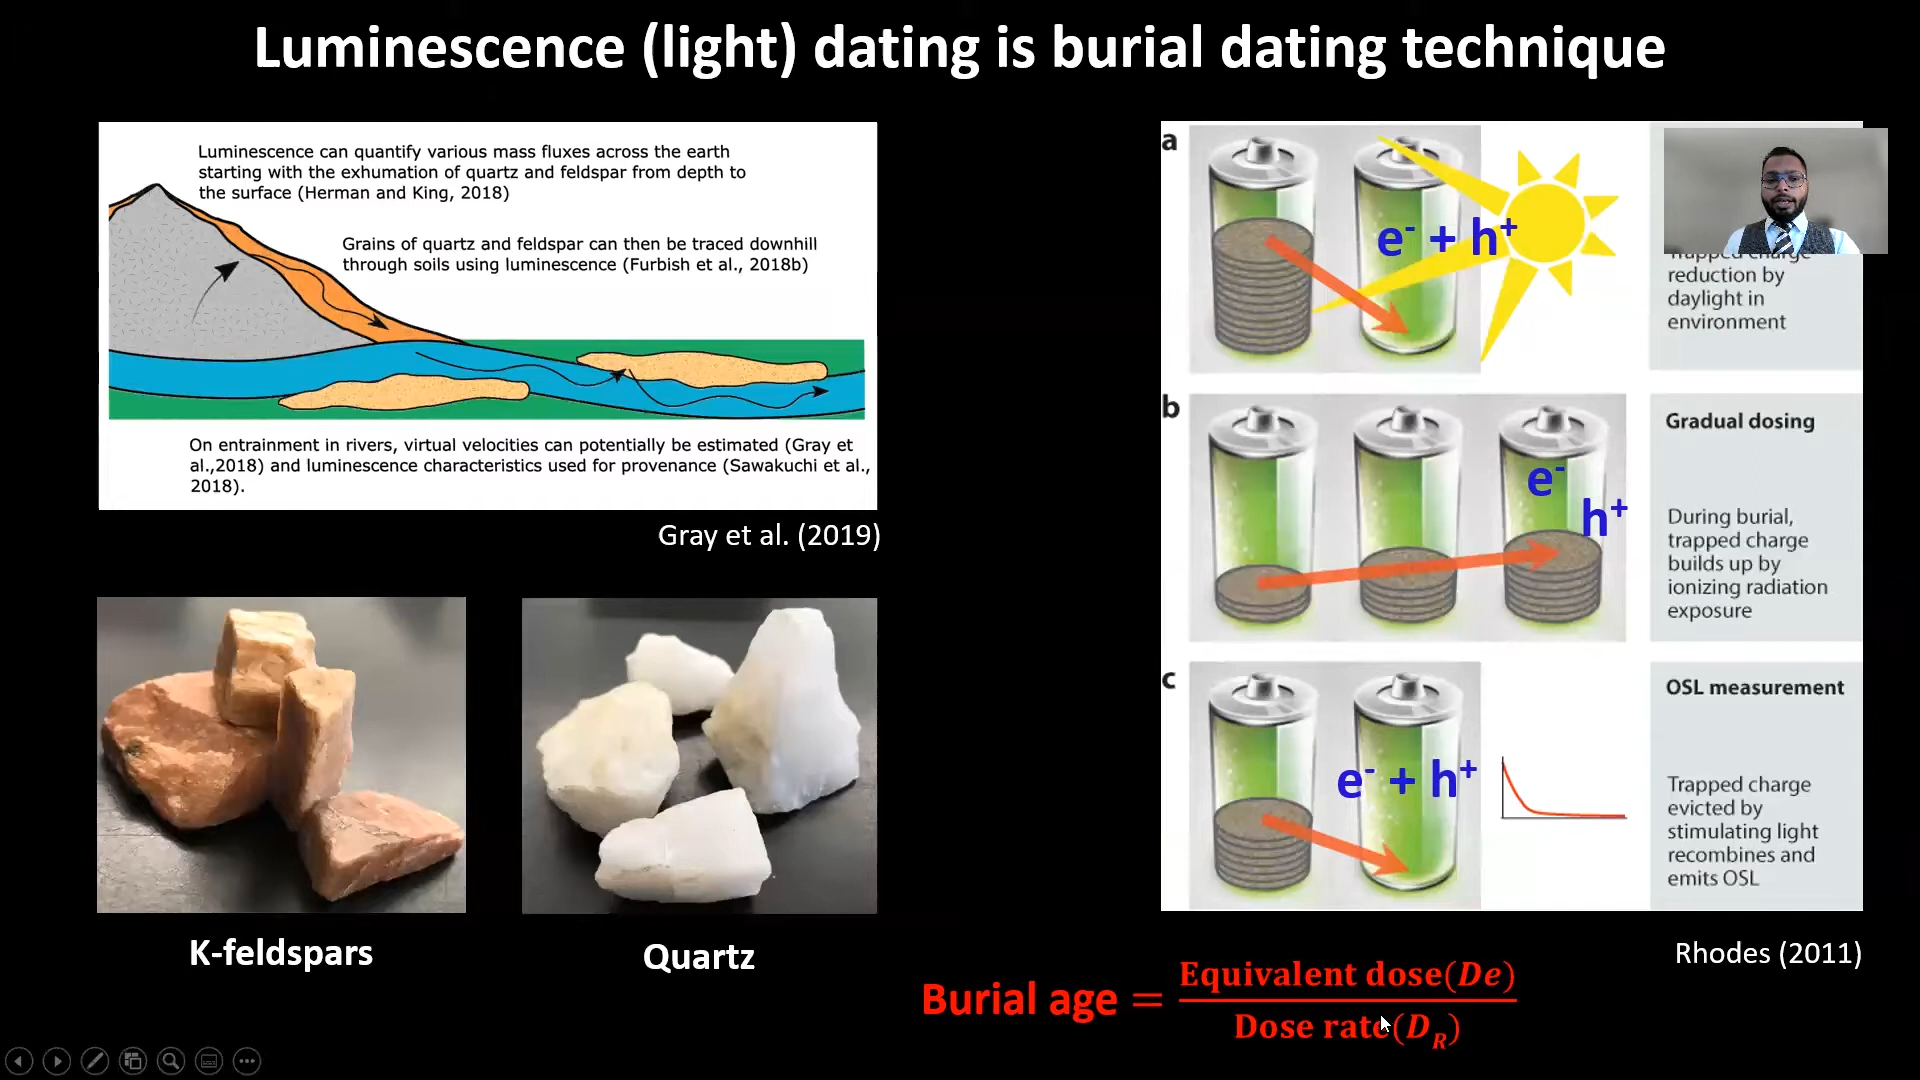 Luminescence (light) dating is burial dating technique
Luminescence can quantify various mass fluxes across the earth
starting with the exhumation of quartz and feldspar from depth to
the surface (Herman and King, 2018)
Grains of quartz and feldspar can then be traced downhill
through soils using luminescence (Furbish et al., 2018b)
On entrainment in rivers, virtual velocities can potentially be estimated (Gray et
al.,2018) and luminescence characteristics used for provenance (Sawakuchi et al.,
2018).
Gray et al. (2019)
K-feldspars
Quartz
a
e⁻ + h⁺
Trapped charge
reduction by
daylight in
environment
b
e⁻
h⁺
Gradual dosing
During burial,
trapped charge
builds up by
ionizing radiation
exposure
c
e⁻ + h⁺
OSL measurement
Trapped charge
evicted by
stimulating light
recombines and
emits OSL
Rhodes (2011)
Burial age = Equivalent dose(De)
Dose rate(D_R)